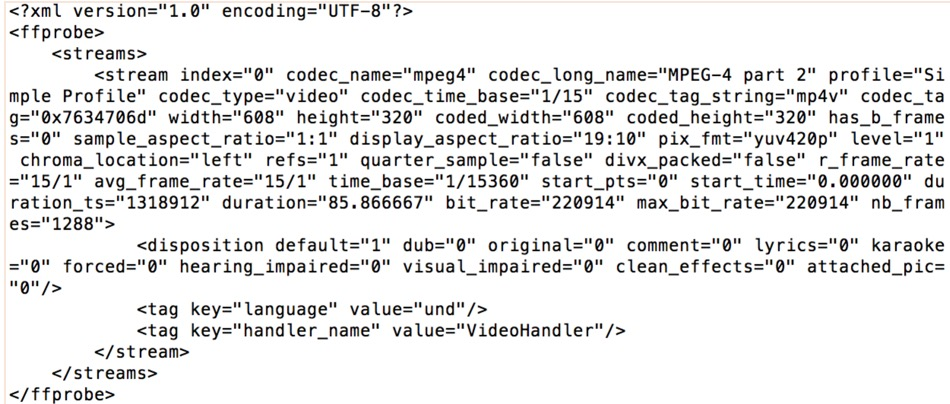 <?xml version="1.0" encoding="UTF-8"?>
<ffprobe>
    <streams>
        <stream index="0" codec_name="mpeg4" codec_long_name="MPEG-4 part 2" profile="Si
mple Profile" codec_type="video" codec_time_base="1/15" codec_tag_string="mp4v" codec_ta
g="0x7634706d" width="608" height="320" coded_width="608" coded_height="320" has_b_frame
s="0" sample_aspect_ratio="1:1" display_aspect_ratio="19:10" pix_fmt="yuv420p" level="1"
 chroma_location="left" refs="1" quarter_sample="false" divx_packed="false" r_frame_rate
="15/1" avg_frame_rate="15/1" time_base="1/15360" start_pts="0" start_time="0.000000" du
ration_ts="1318912" duration="85.866667" bit_rate="220914" max_bit_rate="220914" nb_fram
es="1288">
            <disposition default="1" dub="0" original="0" comment="0" lyrics="0" karaoke
="0" forced="0" hearing_impaired="0" visual_impaired="0" clean_effects="0" attached_pic=
"0"/>
            <tag key="language" value="und"/>
            <tag key="handler_name" value="VideoHandler"/>
        </stream>
    </streams>
</ffprobe>